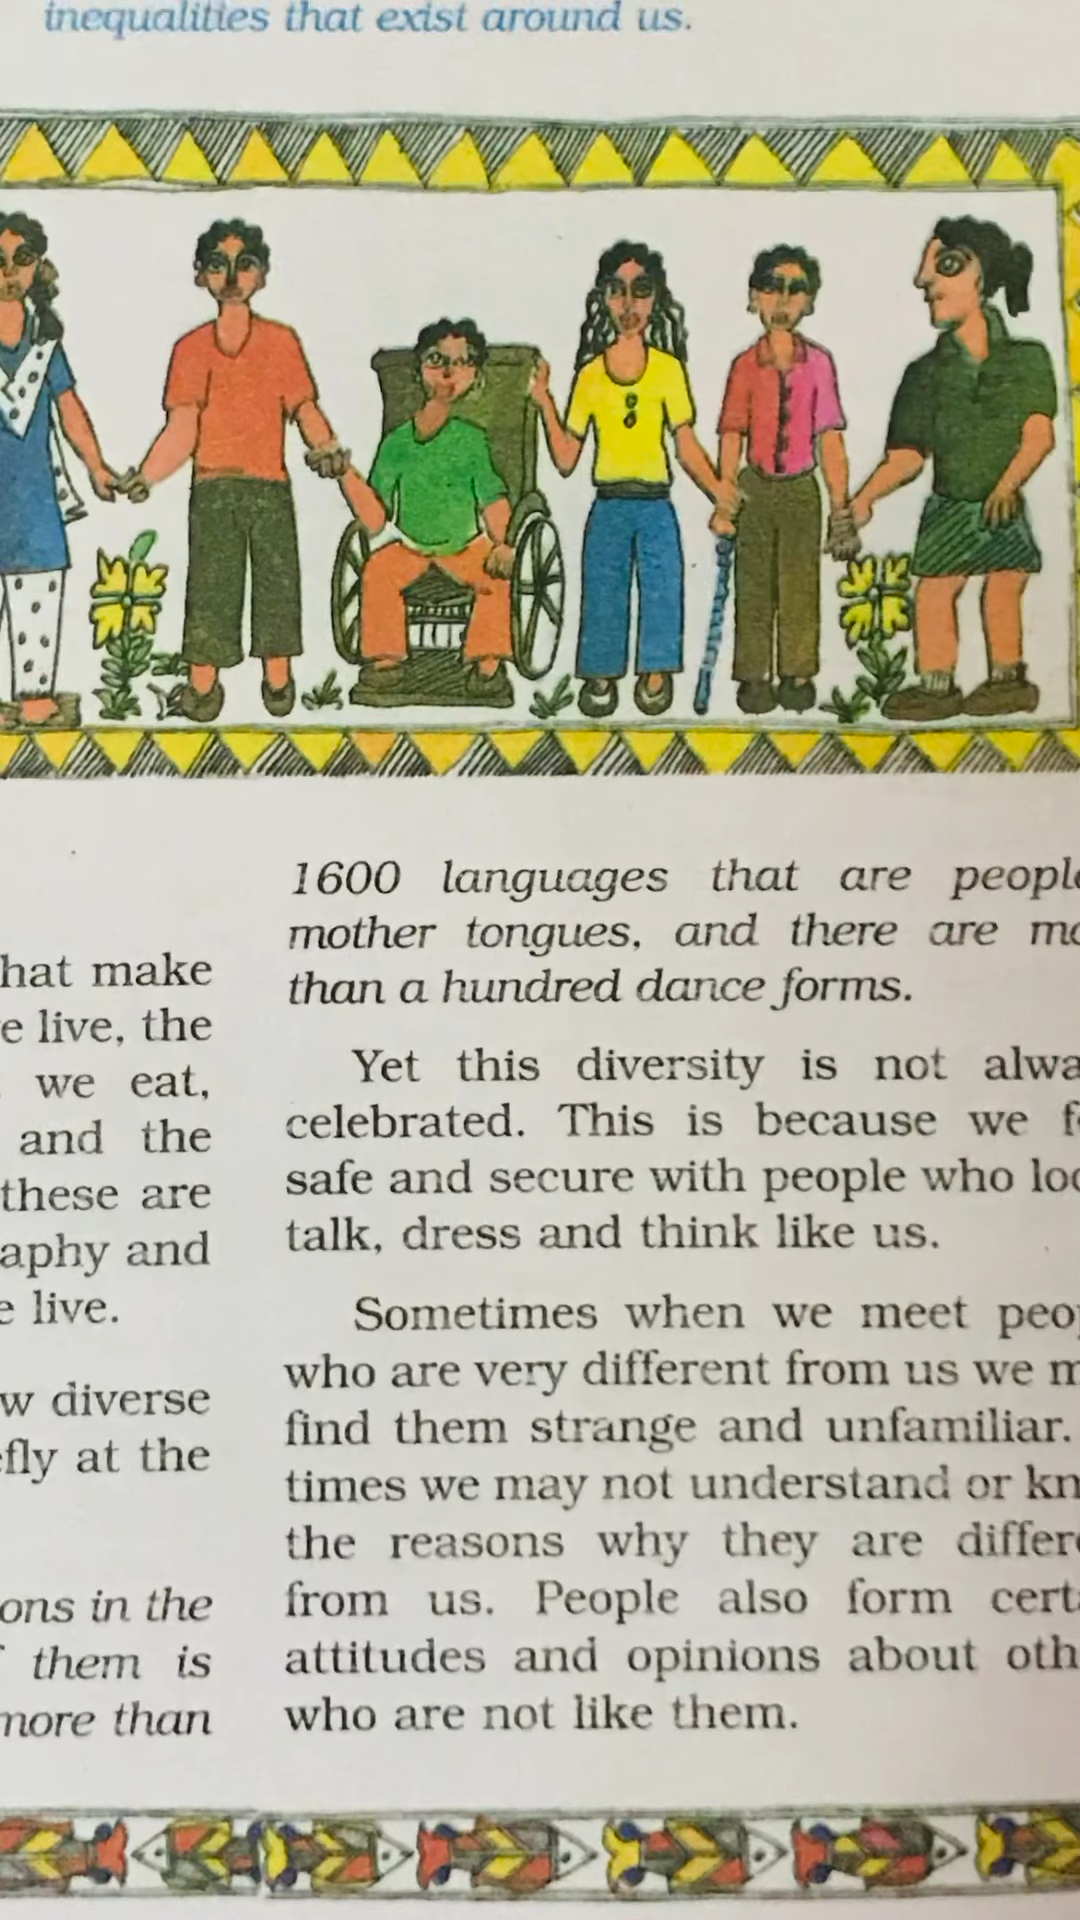 inequalities that exist around us.
make
live, the
we eat,
and the
these are
and
live.
diverse
at the
in the
them is
more than
1600 languages that are
mother tongues, and there are
than a hundred dance forms.
Yet this diversity is not
celebrated. This is because we
safe and secure with people who
talk, dress and think like us.
Sometimes when we meet
who are very different from us we
find them strange and unfamiliar.
times we may not understand or
the reasons why they are
from us. People also form
attitudes and opinions about
who are not like them.